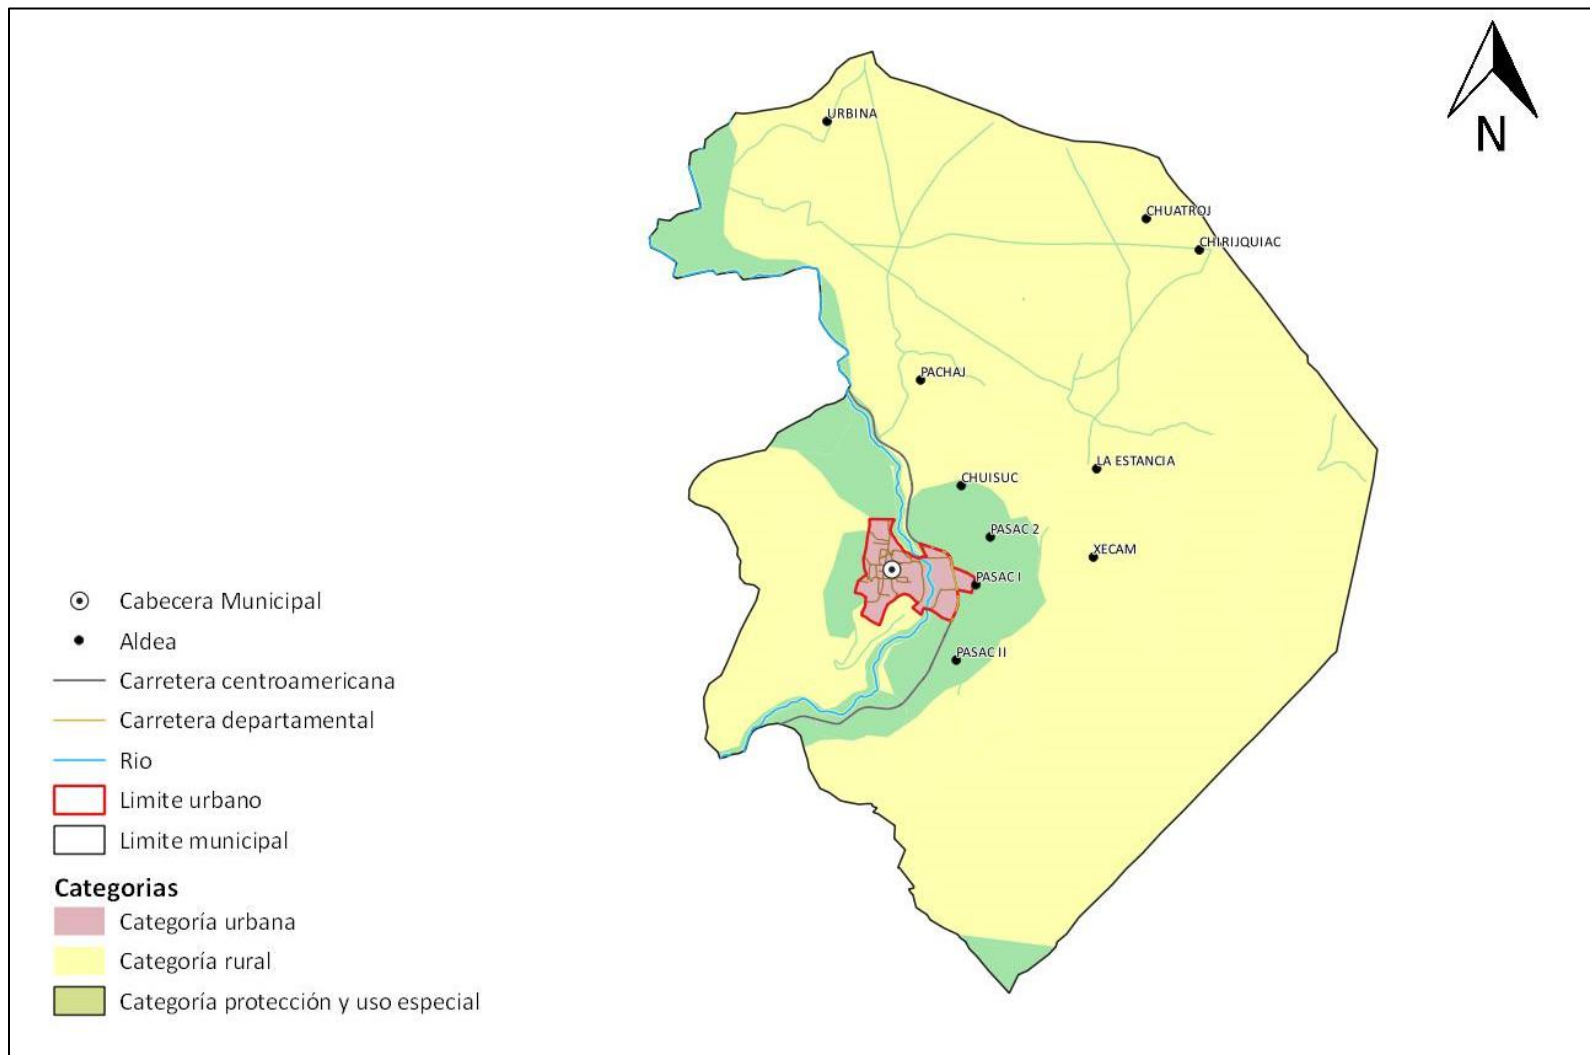 N
URBINA
CHUATROJ
CHIRIJQUIAC
PACHAJ
LA ESTANCIA
CHUISUC
PASAC 2
XECAM
PASAC I
PASAC II
Cabecera Municipal
Aldea
Carretera centroamericana
Carretera departamental
Rio
Limite urbano
Limite municipal
Categorias
Categoría urbana
Categoría rural
Categoría protección y uso especial